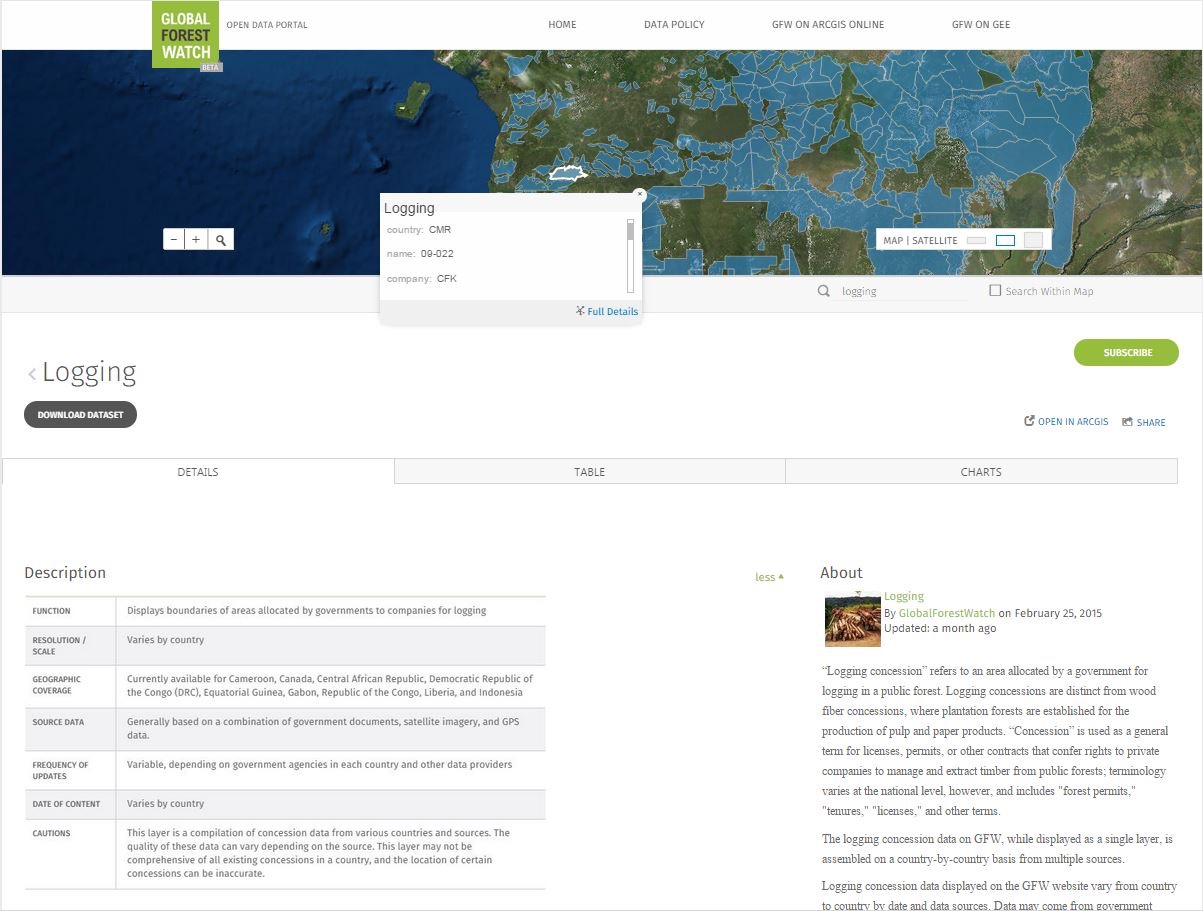 GLOBAL
FOREST
WATCH
BETA
OPEN DATA PORTAL
HOME
DATA POLICY
GFW ON ARCGIS ONLINE
GFW ON GEE
Logging
country: CMR
name: 09-022
company: CFK
Full Details
MAP | SATELLITE
logging
Search Within Map
Logging
SUBSCRIBE
DOWNLOAD DATASET
OPEN IN ARCGIS
SHARE
DETAILS
TABLE
CHARTS
Description
less
FUNCTION
Displays boundaries of areas allocated by governments to companies for logging
RESOLUTION /
SCALE
Varies by country
GEOGRAPHIC
COVERAGE
Currently available for Cameroon, Canada, Central African Republic, Democratic Republic of
the Congo (DRC), Equatorial Guinea, Gabon, Republic of the Congo, Liberia, and Indonesia
SOURCE DATA
Generally based on a combination of government documents, satellite imagery, and GPS
data.
FREQUENCY OF
UPDATES
Variable, depending on government agencies in each country and other data providers
DATE OF CONTENT
Varies by country
CAUTIONS
This layer is a compilation of concession data from various countries and sources. The
quality of these data can vary depending on the source. This layer may not be
comprehensive of all existing concessions in a country, and the location of certain
concessions can be inaccurate.
About
Logging
By GlobalForestWatch on February 25, 2015
Updated: a month ago
“Logging concession” refers to an area allocated by a government for
logging in a public forest. Logging concessions are distinct from wood
fiber concessions, where plantation forests are established for the
production of pulp and paper products. “Concession” is used as a general
term for licenses, permits, or other contracts that confer rights to private
companies to manage and extract timber from public forests; terminology
varies at the national level, however, and includes "forest permits,"
"tenures," "licenses," and other terms.
The logging concession data on GFW, while displayed as a single layer, is
assembled on a country-by-country basis from multiple sources.
Logging concession data displayed on the GFW website vary from country
to country by date and data sources. Data may come from government